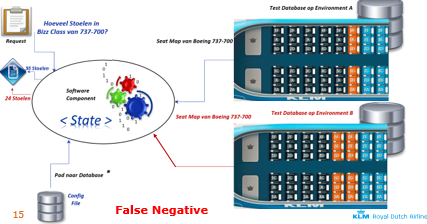 Test Database op Environment A
Hoeveel Stoelen in
Bizz Class van 737-700?
Request
Seat Map van Boeing 737-700
30 Stoelen
24 Stoelen
Software
Component
< State >
KLM
Test Database op Environment B
Seat Map van Boeing 737-700
Pad naar Database
Config
File
KLM
15
False Negative
KLM Royal Dutch Airline